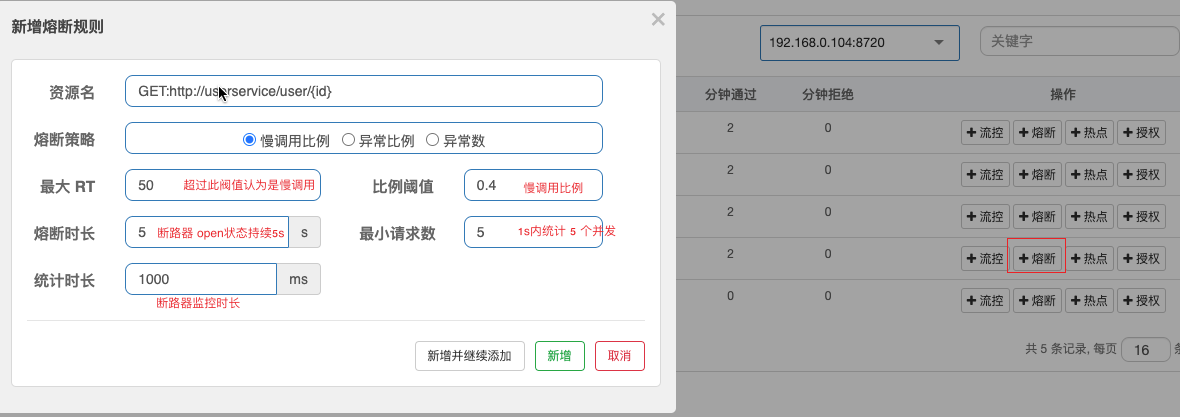 新增熔断规则
×
资源名
GET:http://userservice/user/{id}
熔断策略
慢调用比例 异常比例 异常数
最大 RT
50 超过此阀值认为是慢调用
比例阈值
0.4 慢调用比例
熔断时长
5 断路器 open状态持续5s s
最小请求数
5 1s内统计 5 个并发
统计时长
1000 ms
断路器监控时长
新增并继续添加 新增 取消
192.168.0.104:8720 关键字
分钟通过 分钟拒绝 操作
2 0 +流控 +熔断 +热点 +授权
2 0 +流控 +熔断 +热点 +授权
2 0 +流控 +熔断 +热点 +授权
2 0 +流控 +熔断 +热点 +授权
0 0 +流控 +熔断 +热点 +授权
共 5 条记录, 每页 16